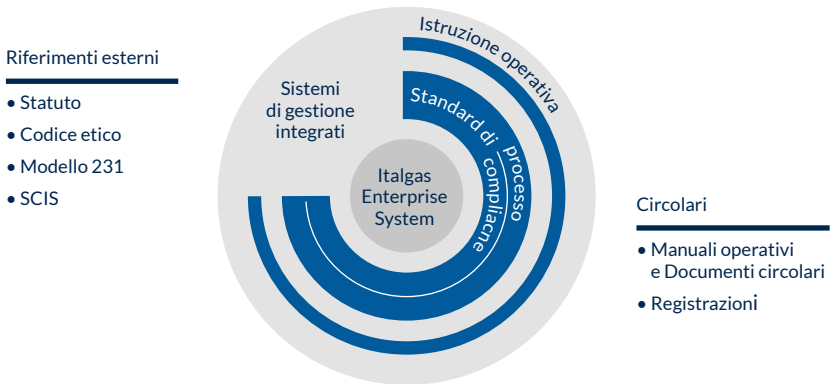 Riferimenti esterni
• Statuto
• Codice etico
• Modello 231
• SCIS
Sistemi
di gestione
integrati
Istruzione operativa
Standard di
processo
compliacne
Italgas
Enterprise
System
Circolari
• Manuali operativi
e Documenti circolari
• Registrazioni